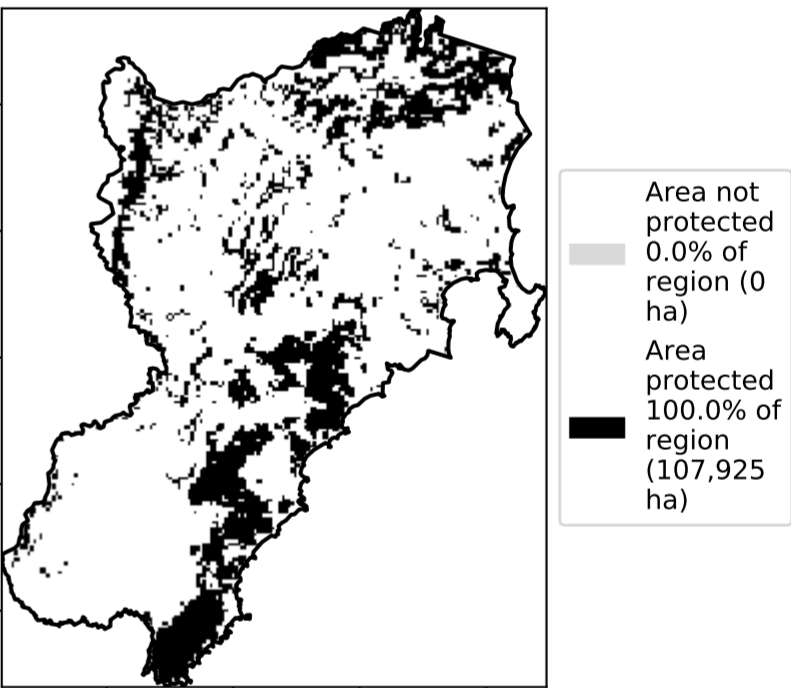 Area not
protected
0.0% of
region (0
ha)
Area
protected
100.0% of
region
(107,925
ha)